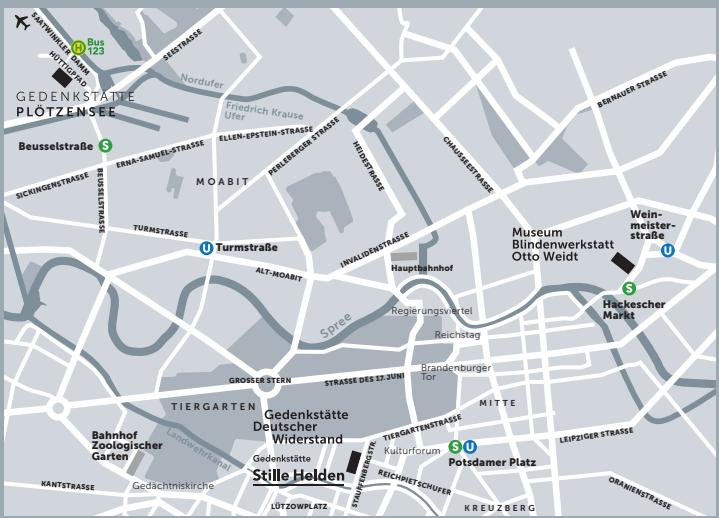 SAATWINKLER DAMM
HÜTTIGPFAD
H
Bus
123
SEESTRASSE
GEDENKSTÄTTE
PLÖTZENSEE
Nordufer
Friedrich Krause
Ufer
BERNAUER STRASSE
Beusselstraße
S
ERNA-SAMUEL-STRASSE
ELLEN-EPSTEIN-STRASSE
PERLEBERGER STRASSE
HEIDESTRASSE
CHAUSSEESTRASSE
SICKINGENSTRASSE
BEUSSELSTRASSE
MOABIT
TURMSTRASSE
U
Turmstraße
ALT-MOABIT
INVALIDENSTRASSE
Hauptbahnhof
Museum
Blindenwerkstatt
Otto Weidt
Wein-
meister-
straße
U
S
Hackescher
Markt
Spree
Regierungsviertel
Reichstag
Brandenburger
Tor
GROSSER STERN
STRASSE DES 17. JUNI
TIERGARTEN
MITTE
Gedenkstätte
Deutscher
Widerstand
TIERGARTENSTRASSE
LEIPZIGER STRASSE
Bahnhof
Zoologischer
Garten
Landwehrkanal
Gedenkstätte
Stille Helden
STAUFFENBERGSTR.
Kulturforum
S
U
Potsdamer Platz
KANTSTRASSE
Gedächtniskirche
REICHPIETSCHUFER
ORANIENSTRASSE
LÜTZOWPLATZ
KREUZBERG